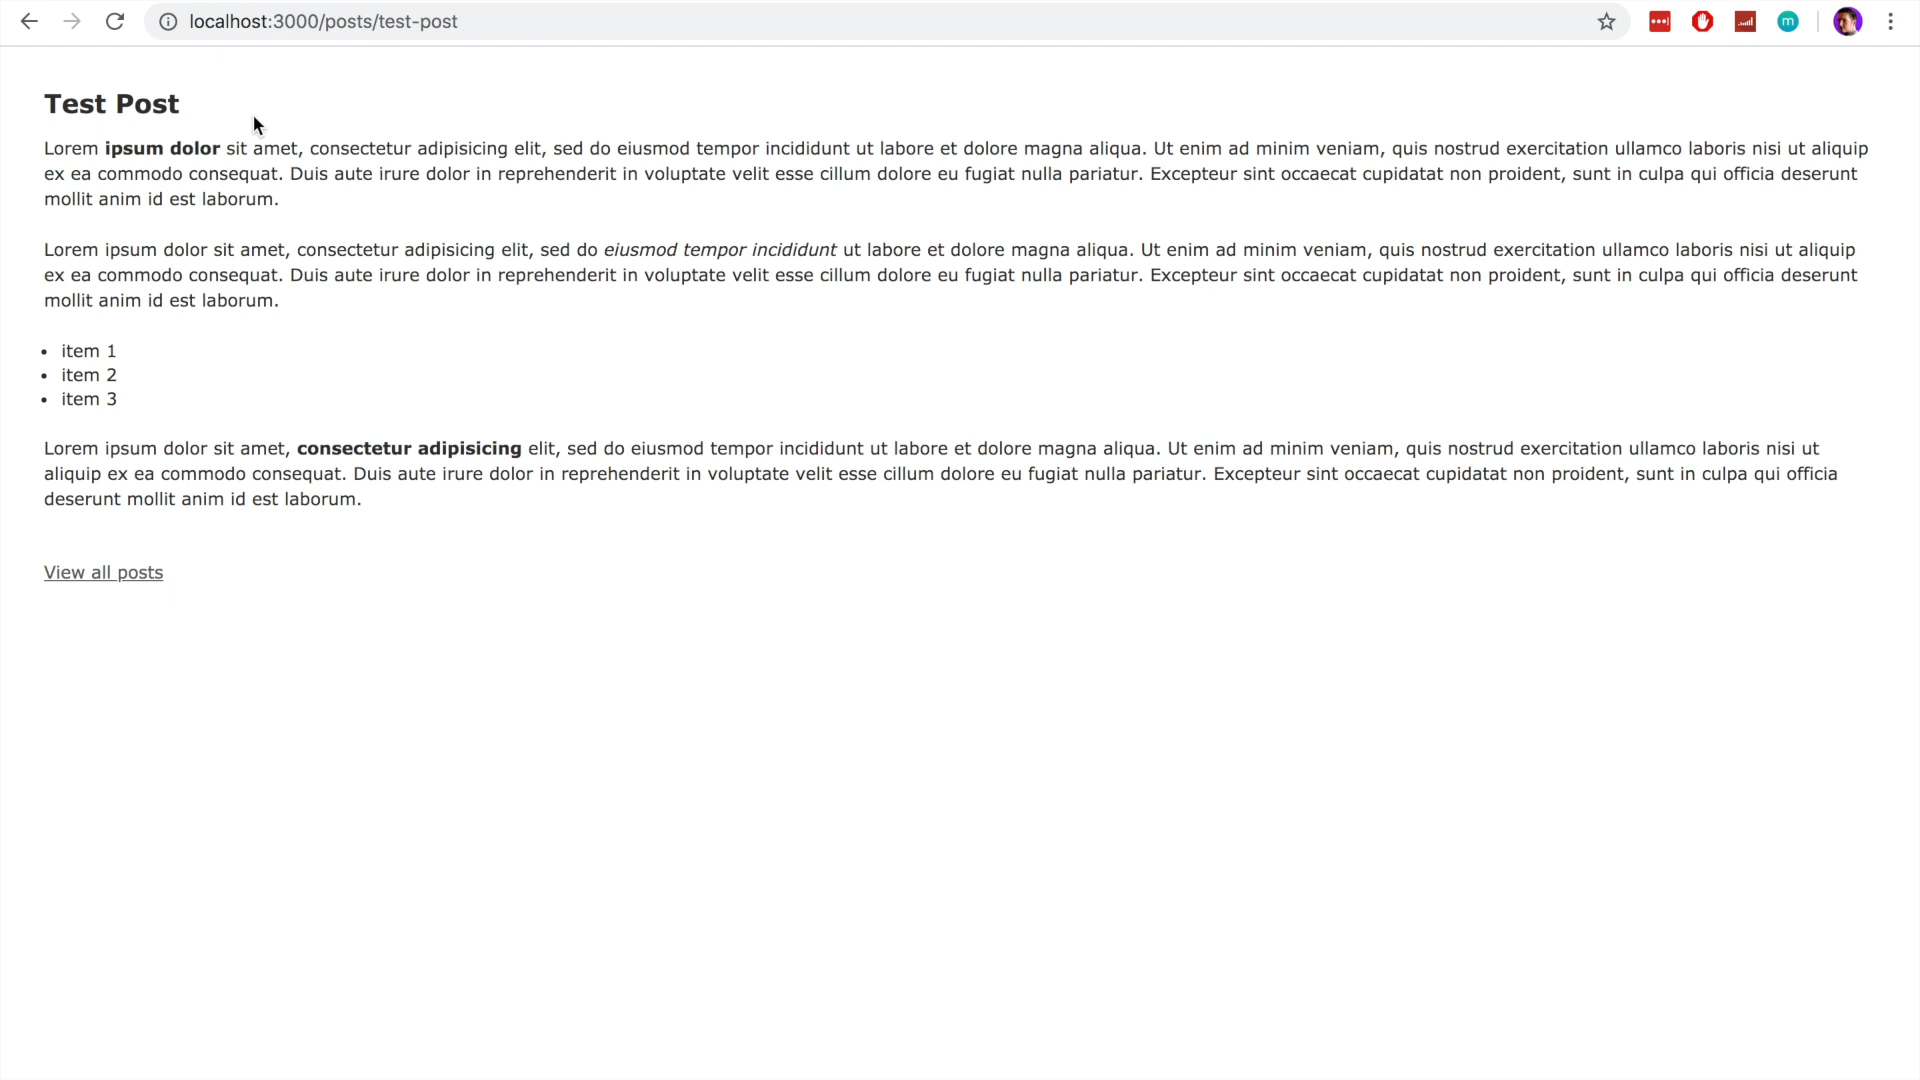 localhost:3000/posts/test-post
m
Test Post
Lorem ipsum dolor sit amet, consectetur adipisicing elit, sed do eiusmod tempor incididunt ut labore et dolore magna aliqua. Ut enim ad minim veniam, quis nostrud exercitation ullamco laboris nisi ut aliquip
ex ea commodo consequat. Duis aute irure dolor in reprehenderit in voluptate velit esse cillum dolore eu fugiat nulla pariatur. Excepteur sint occaecat cupidatat non proident, sunt in culpa qui officia deserunt
mollit anim id est laborum.
Lorem ipsum dolor sit amet, consectetur adipisicing elit, sed do eiusmod tempor incididunt ut labore et dolore magna aliqua. Ut enim ad minim veniam, quis nostrud exercitation ullamco laboris nisi ut aliquip
ex ea commodo consequat. Duis aute irure dolor in reprehenderit in voluptate velit esse cillum dolore eu fugiat nulla pariatur. Excepteur sint occaecat cupidatat non proident, sunt in culpa qui officia deserunt
mollit anim id est laborum.
• item 1
• item 2
• item 3
Lorem ipsum dolor sit amet, consectetur adipisicing elit, sed do eiusmod tempor incididunt ut labore et dolore magna aliqua. Ut enim ad minim veniam, quis nostrud exercitation ullamco laboris nisi ut
aliquip ex ea commodo consequat. Duis aute irure dolor in reprehenderit in voluptate velit esse cillum dolore eu fugiat nulla pariatur. Excepteur sint occaecat cupidatat non proident, sunt in culpa qui officia
deserunt mollit anim id est laborum.
View all posts